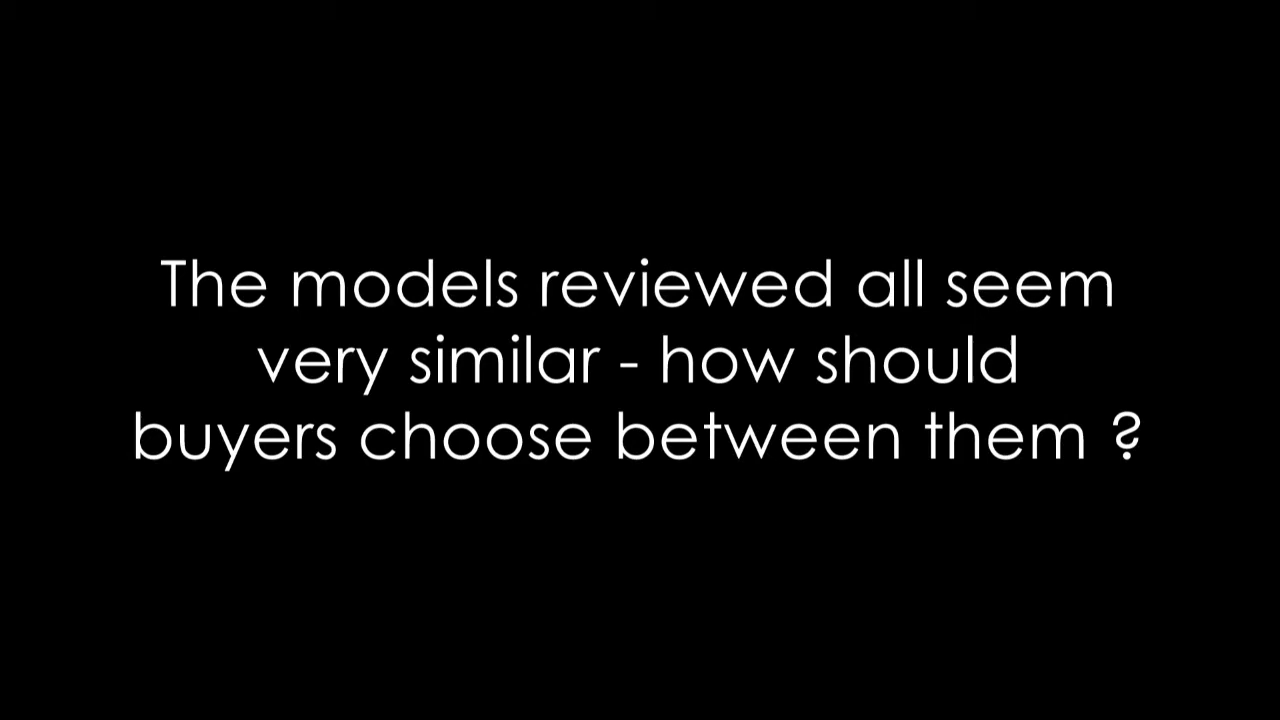 The models reviewed all seem
very similar - how should
buyers choose between them ?